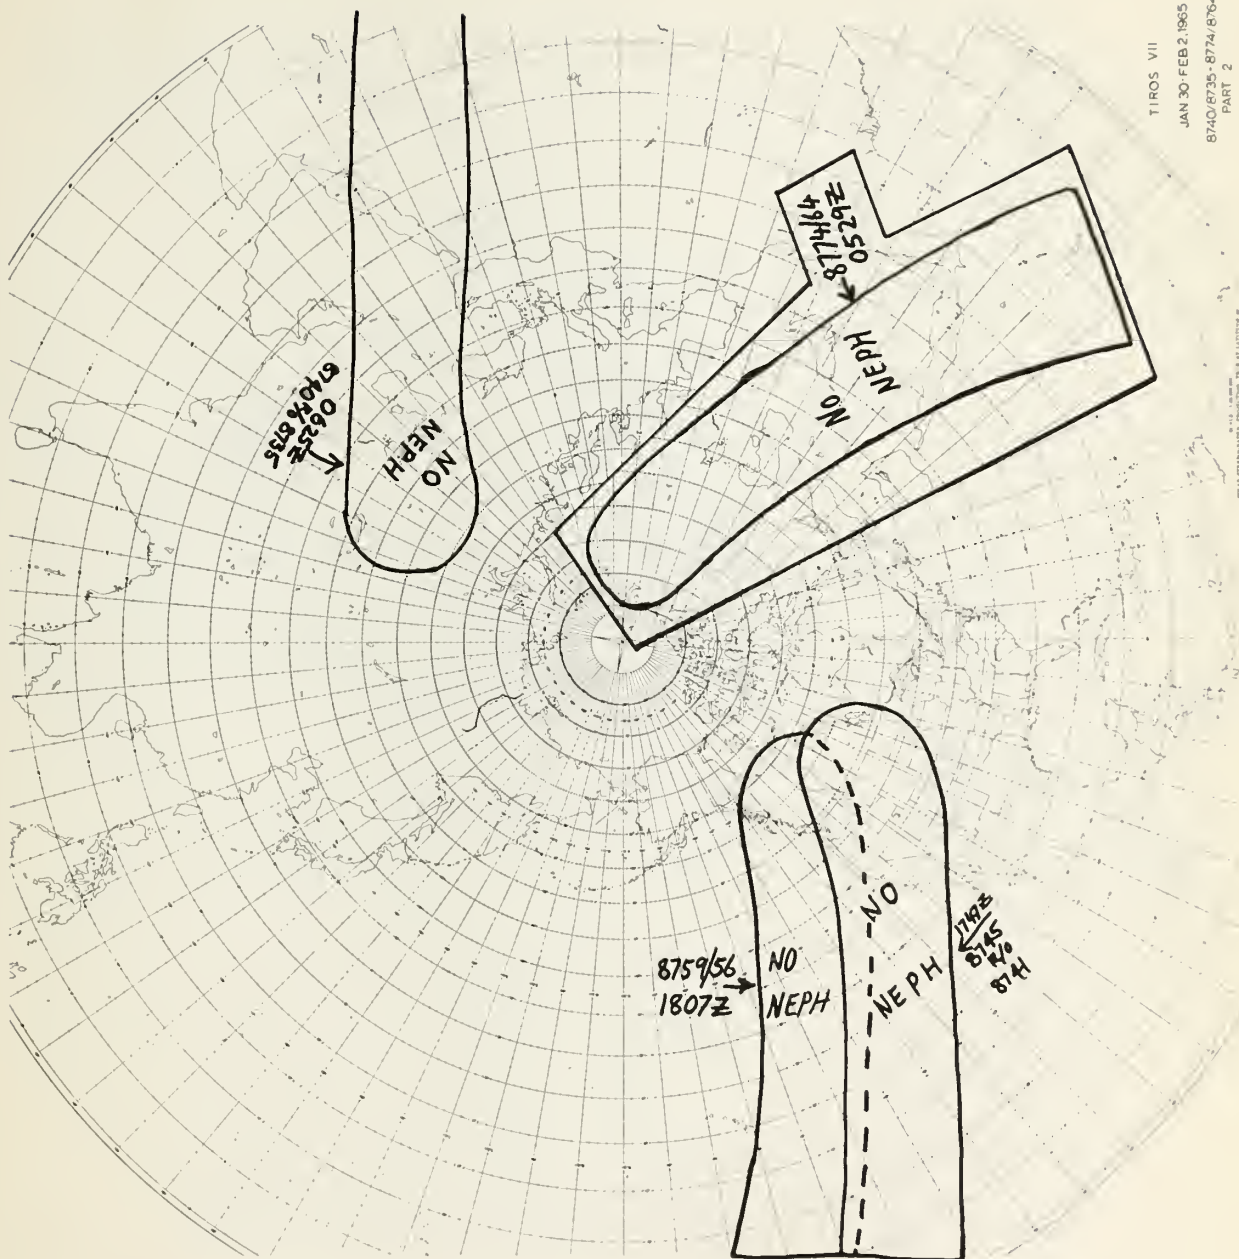 TIROS VII
JAN 30-FEB 2, 1965
8740/8735-8774/8764
PART 2
8740 R/O 8735
0625Z
NO
NEPH
8774/64
0529Z
NO
NEPH
8759/56
1807Z
NO
NEPH
1747Z
8745
R/O
8741
NO
NEPH